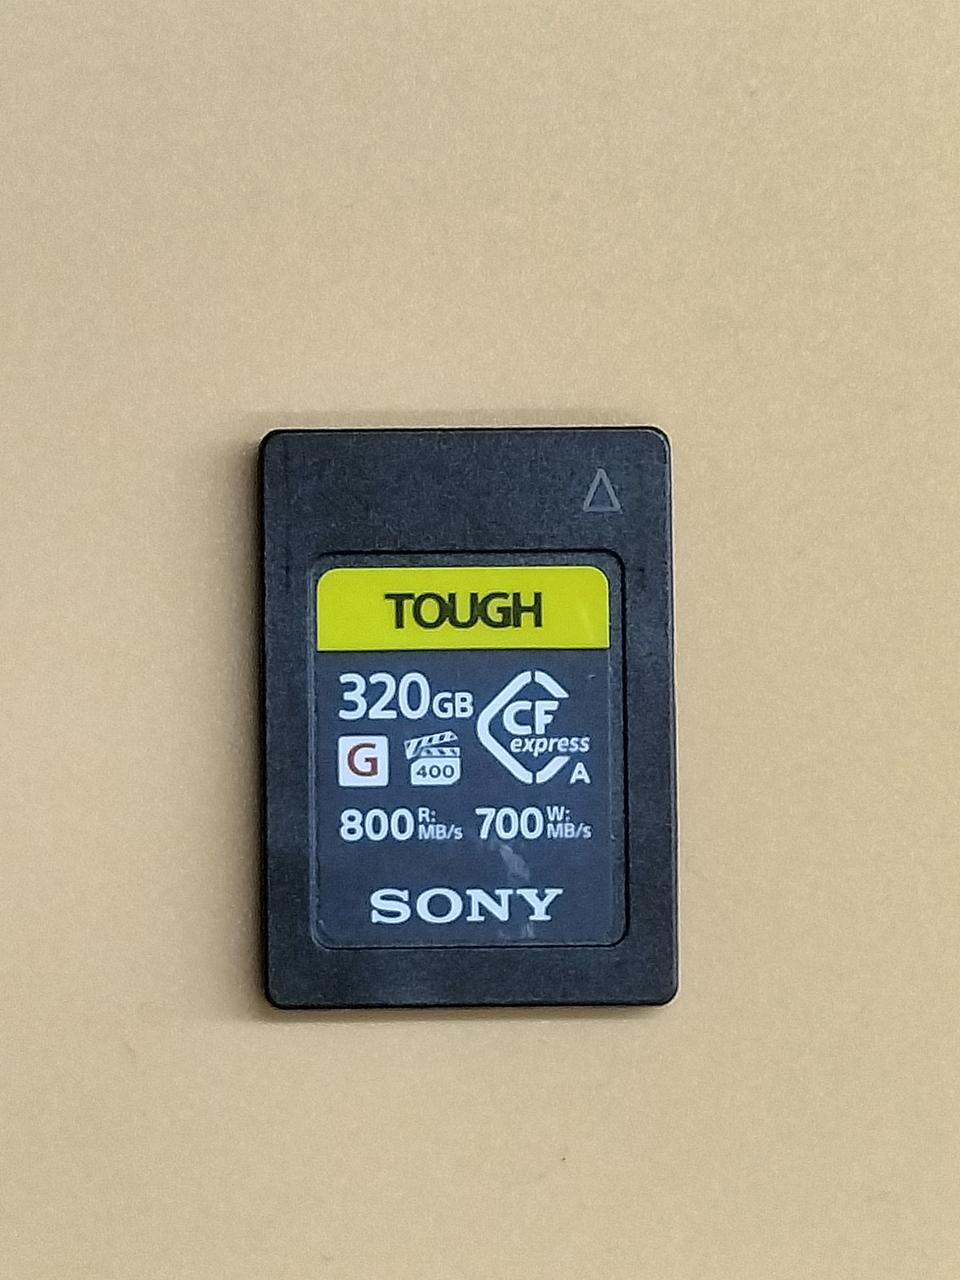 TOUGH
320GB
CF
express
A
G
400
800 R: MB/s 700 W: MB/s
SONY